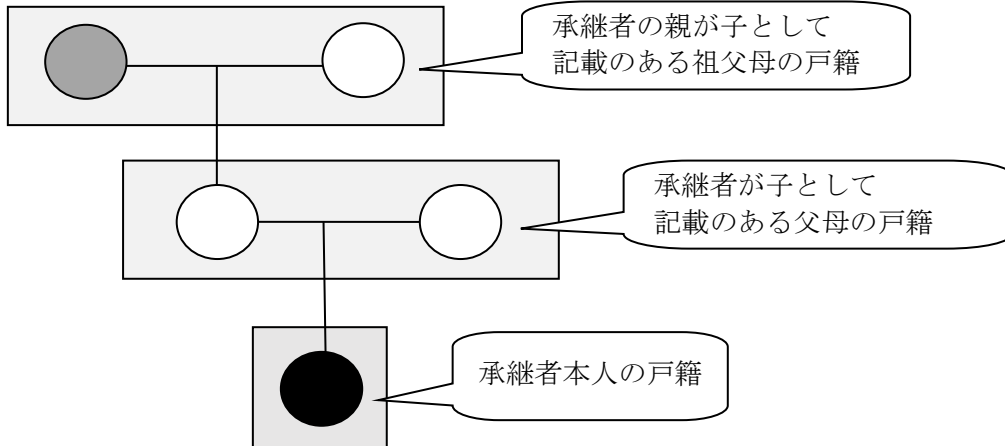 承継者の親が子として
記載のある祖父母の戸籍
承継者が子として
記載のある父母の戸籍
承継者本人の戸籍